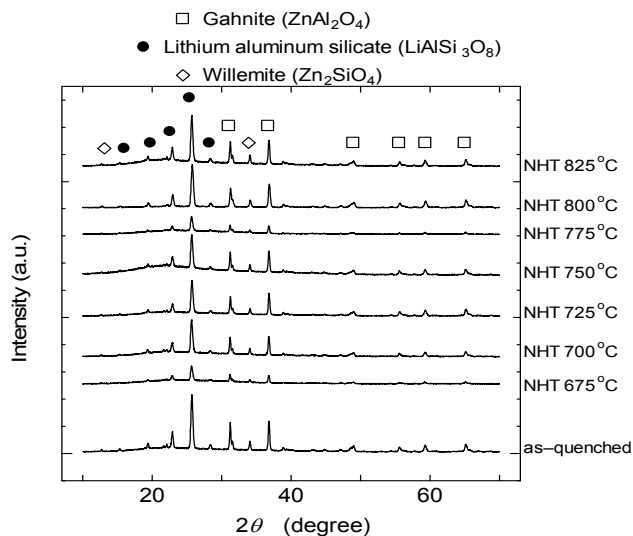 □ Gahnite (ZnAl₂O₄)
● Lithium aluminum silicate (LiAlSi₃O₈)
◇ Willemite (Zn₂SiO₄)
NHT 825°C
NHT 800°C
NHT 775°C
NHT 750°C
NHT 725°C
NHT 700°C
NHT 675°C
as–quenched
Intensity (a.u.)
20 40 60
2θ (degree)